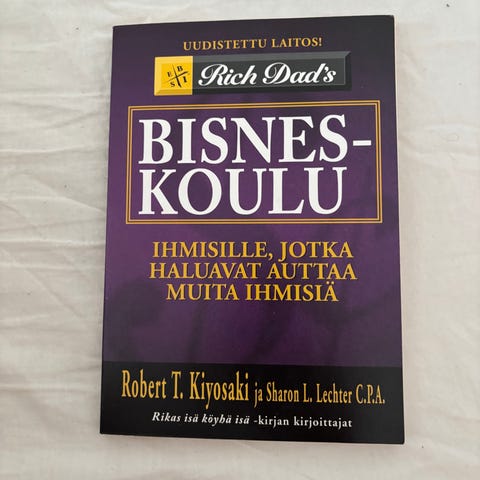 UUDISTETTU LAITOS!
E B S I Rich Dad's
BISNES-
KOULU
IHMISILLE, JOTKA
HALUAVAT AUTTAA
MUITA IHMISIÄ
Robert T. Kiyosaki ja Sharon L. Lechter C.P.A.
Rikas isä köyhä isä -kirjan kirjoittajat